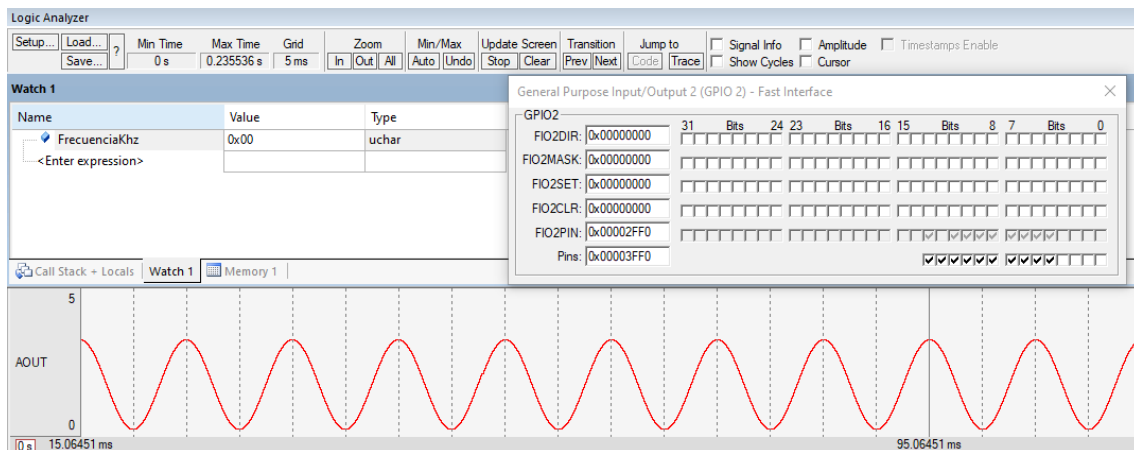 Logic Analyzer
Setup... Load... ? Min Time Max Time Grid Zoom Min/Max Update Screen Transition Jump to Signal Info Amplitude Timestamps Enable
Save... 0 s 0.235536 s 5 ms In Out All Auto Undo Stop Clear Prev Next Code Trace Show Cycles Cursor
Watch 1
Name Value Type
FrecuenciaKhz 0x00 uchar
<Enter expression>
General Purpose Input/Output 2 (GPIO 2) - Fast Interface
GPIO2
31 Bits 24 23 Bits 16 15 Bits 8 7 Bits 0
FIO2DIR: 0x00000000
FIO2MASK: 0x00000000
FIO2SET: 0x00000000
FIO2CLR: 0x00000000
FIO2PIN: 0x00002FF0
Pins: 0x00003FF0
Call Stack + Locals Watch 1 Memory 1
5
AOUT
0
0 s 15.06451 ms 95.06451 ms